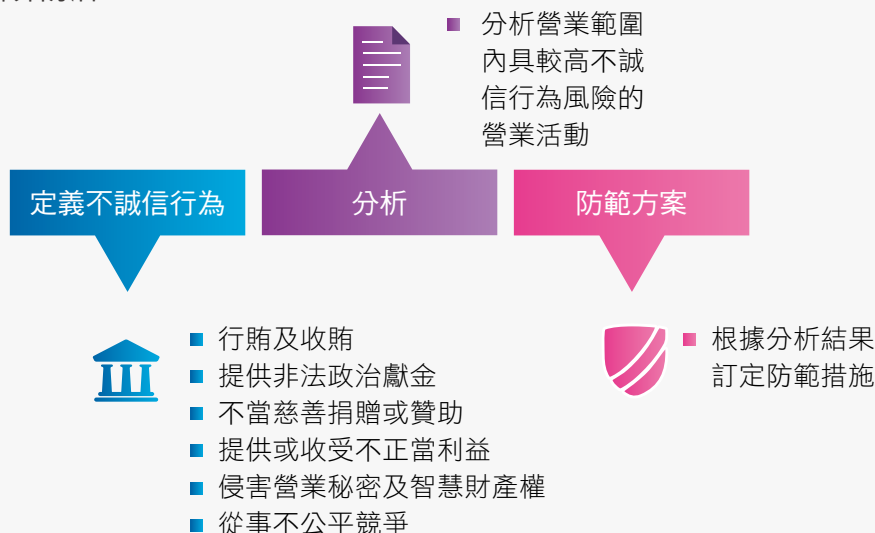 分析營業範圍
內具較高不誠
信行為風險的
營業活動
定義不誠信行為
分析
防範方案
行賄及收賄
提供非法政治獻金
不當慈善捐贈或贊助
提供或收受不正當利益
侵害營業秘密及智慧財產權
從事不公平競爭
根據分析結果
訂定防範措施